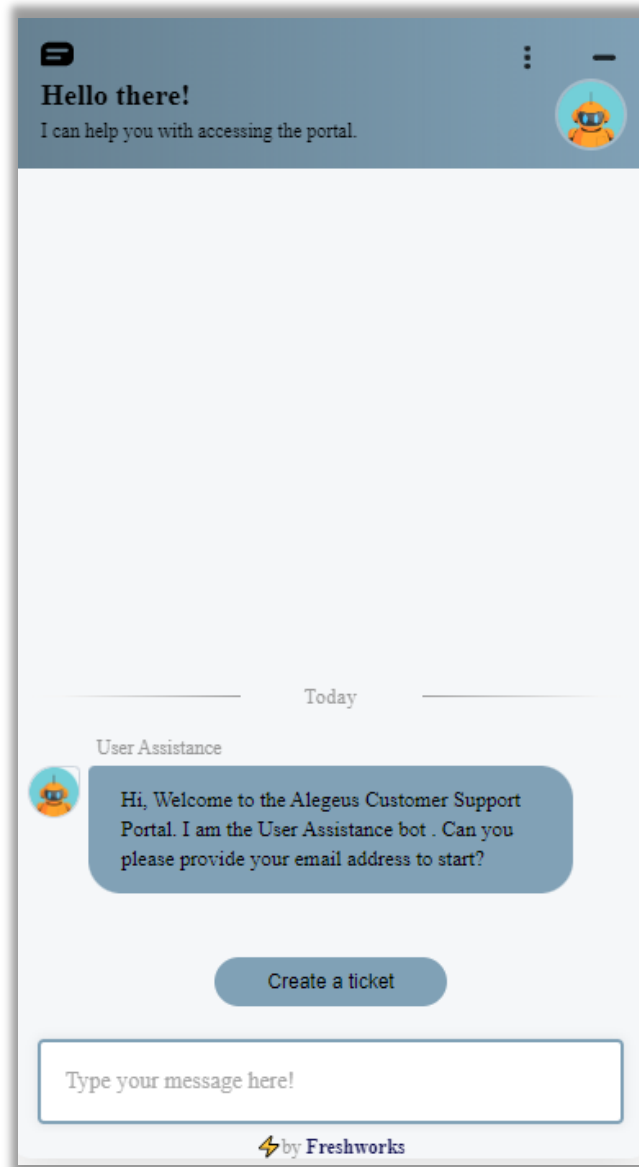 Hello there!
I can help you with accessing the portal.
Today
User Assistance
Hi, Welcome to the Alegeus Customer Support
Portal. I am the User Assistance bot . Can you
please provide your email address to start?
Create a ticket
Type your message here!
by Freshworks